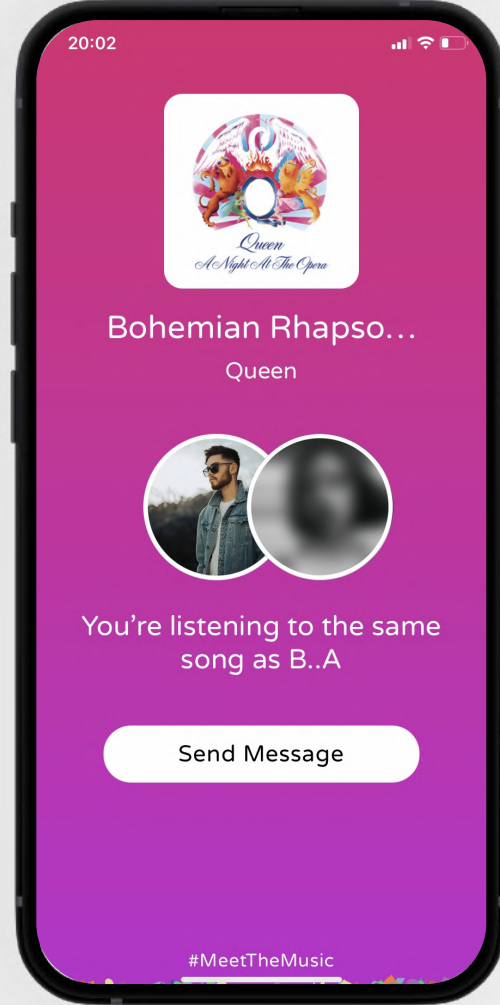 20:02
Queen
A Night At The Opera
Bohemian Rhapso...
Queen
You're listening to the same
song as B..A
Send Message
#MeetTheMusic